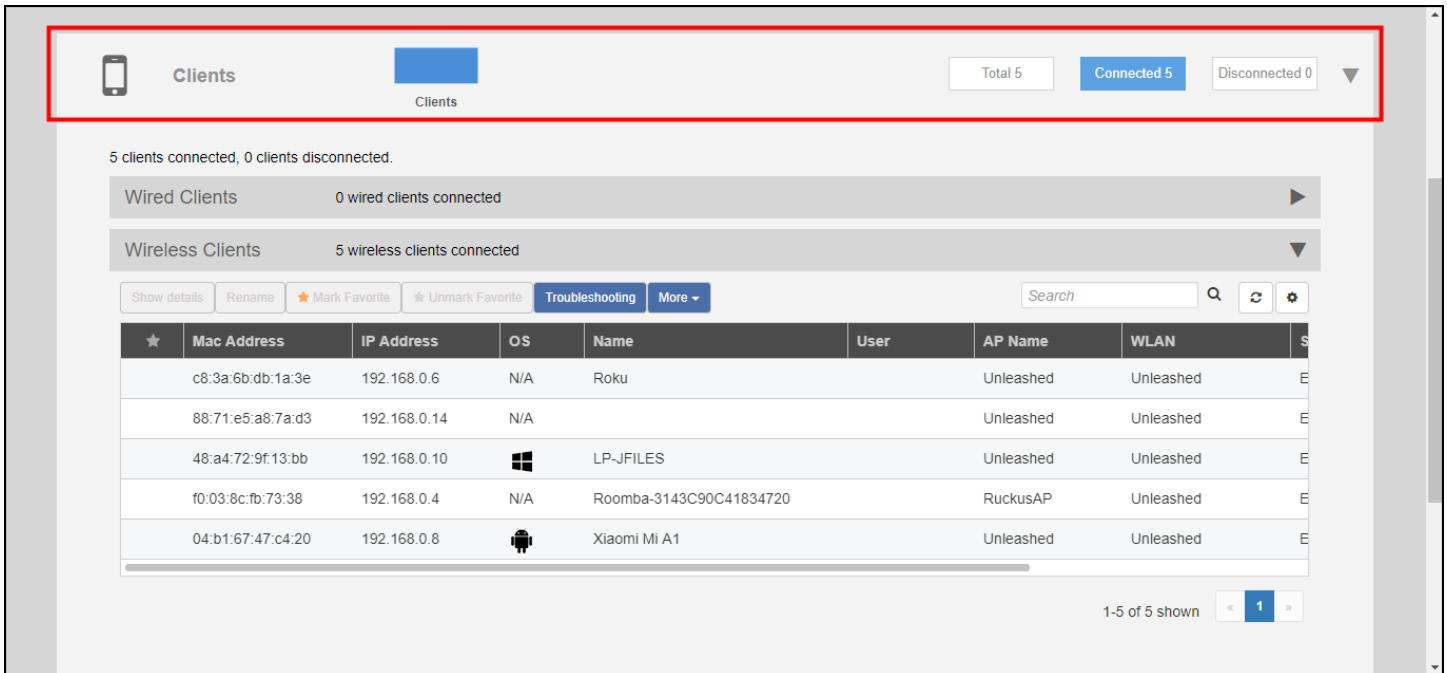 Clients
Clients
Total 5
Connected 5
Disconnected 0
5 clients connected, 0 clients disconnected.
Wired Clients 0 wired clients connected
Wireless Clients 5 wireless clients connected
Show details Rename Mark Favorite Unmark Favorite Troubleshooting More Search
Mac Address IP Address OS Name User AP Name WLAN S
c8:3a:6b:db:1a:3e 192.168.0.6 N/A Roku Unleashed Unleashed E
88:71:e5:a8:7a:d3 192.168.0.14 N/A Unleashed Unleashed E
48:a4:72:9f:13:bb 192.168.0.10 LP-JFILES Unleashed Unleashed E
f0:03:8c:fb:73:38 192.168.0.4 N/A Roomba-3143C90C41834720 RuckusAP Unleashed E
04:b1:67:47:c4:20 192.168.0.8 Xiaomi Mi A1 Unleashed Unleashed E
1-5 of 5 shown « 1 »